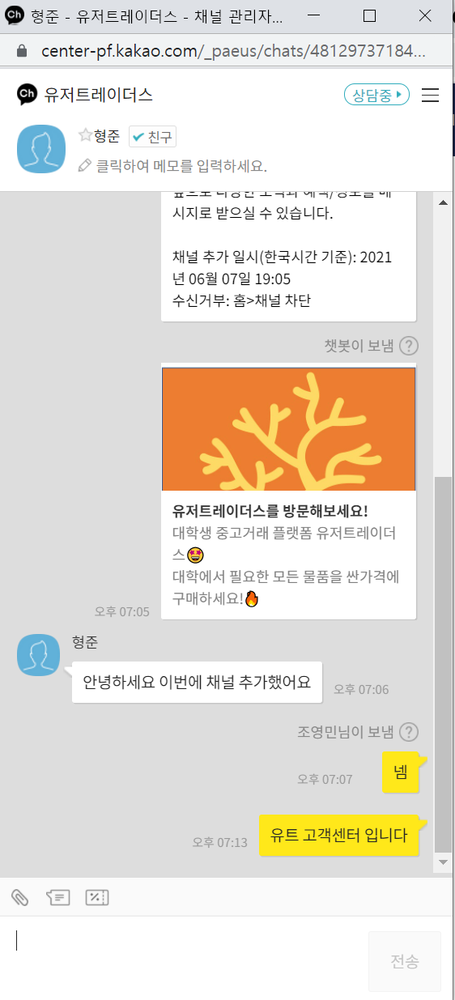 Ch 형준 - 유저트레이더스 - 채널 관리자...
center-pf.kakao.com/_paeus/chats/48129737184...
Ch 유저트레이더스
상담중
형준 친구
클릭하여 메모를 입력하세요.
시지로 받으실 수 있습니다.
채널 추가 일시(한국시간 기준): 2021
년 06월 07일 19:05
수신거부: 홈>채널 차단
챗봇이 보냄 ?
유저트레이더스를 방문해보세요!
대학생 중고거래 플랫폼 유저트레이더
스🤩
대학에서 필요한 모든 물품을 싼가격에
구매하세요!🔥
오후 07:05
형준
안녕하세요 이번에 채널 추가했어요
오후 07:06
조영민님이 보냄 ?
넴
오후 07:07
유트 고객센터 입니다
오후 07:13
전송